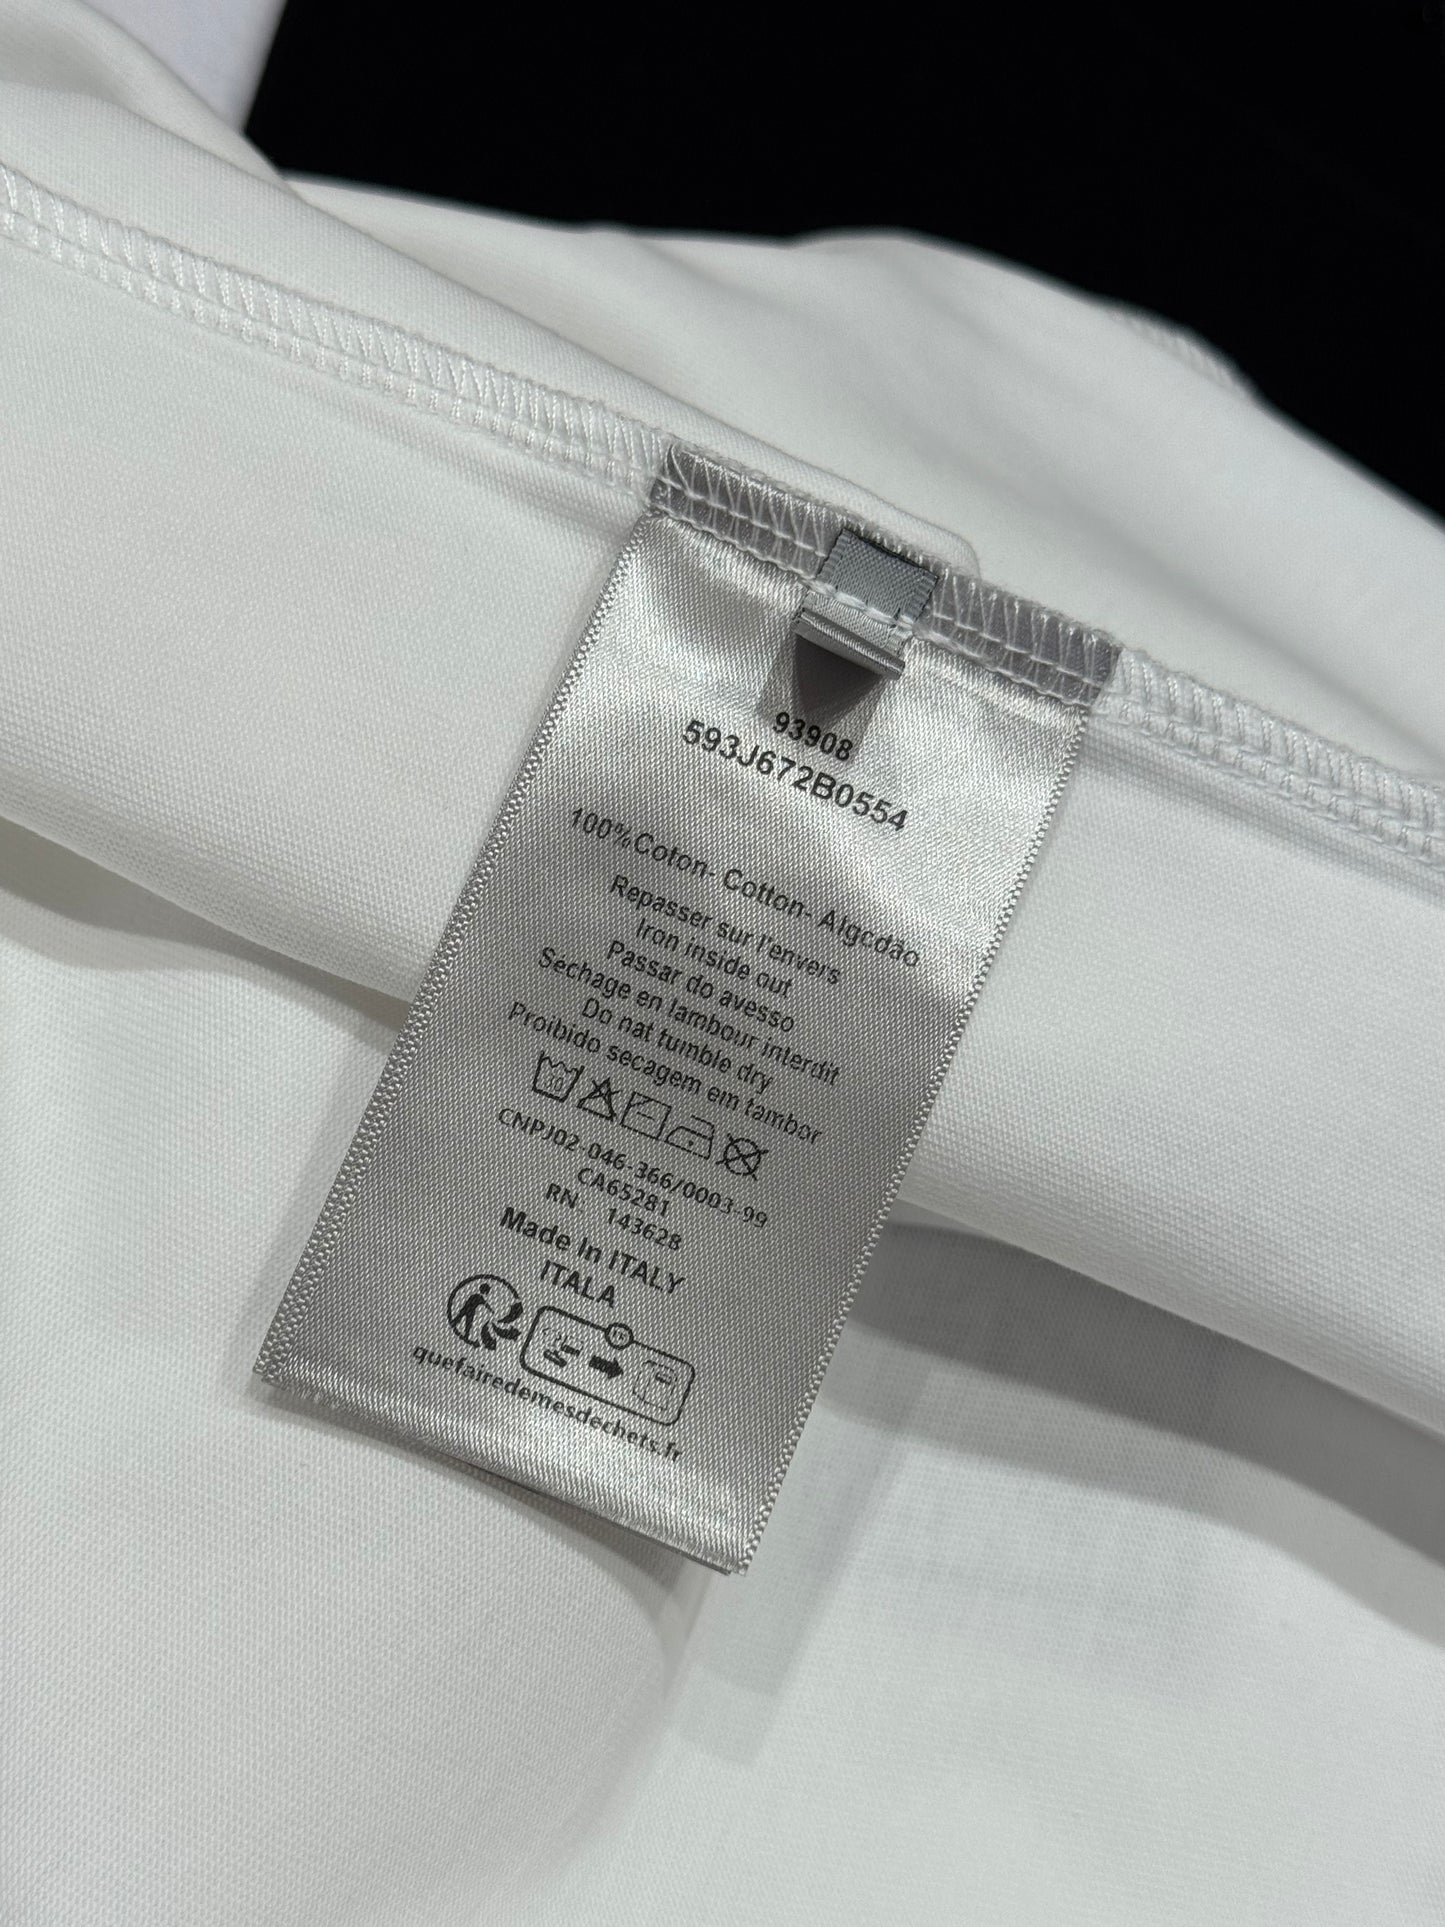 93908
593J672B0554
100%Coton- Cotton- Algcdão
Repasser sur l'envers
Iron inside out
Passar do avesso
Sechage en lambour interdit
Do nat tumble dry
Proibido secagem em tambor
CNPJ02-046-366/0003-99
CA65281
RN. 143628
Made In ITALY
ITALA
quefairedemesdechets.fr